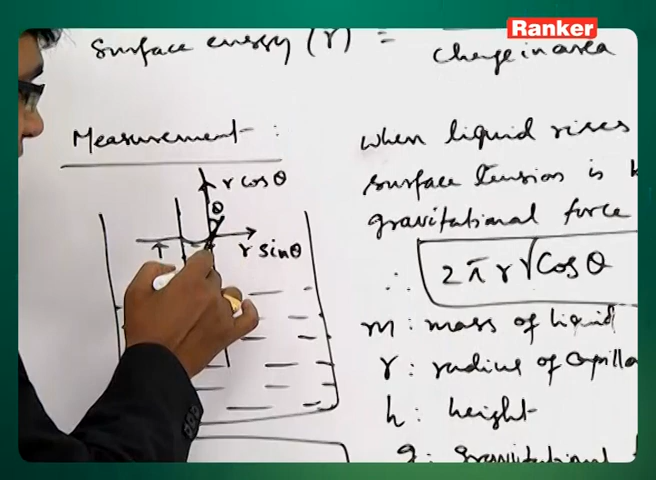 Ranker
Surface energy (γ) =
Change in area
Measurement :
γ cos θ
θ
γ sin θ
When liquid rises
surface Tension is
gravitational force
∴ 2πrγ Cos θ
m : mass of liquid
r : radius of Capilla
h : height
g : gravitational